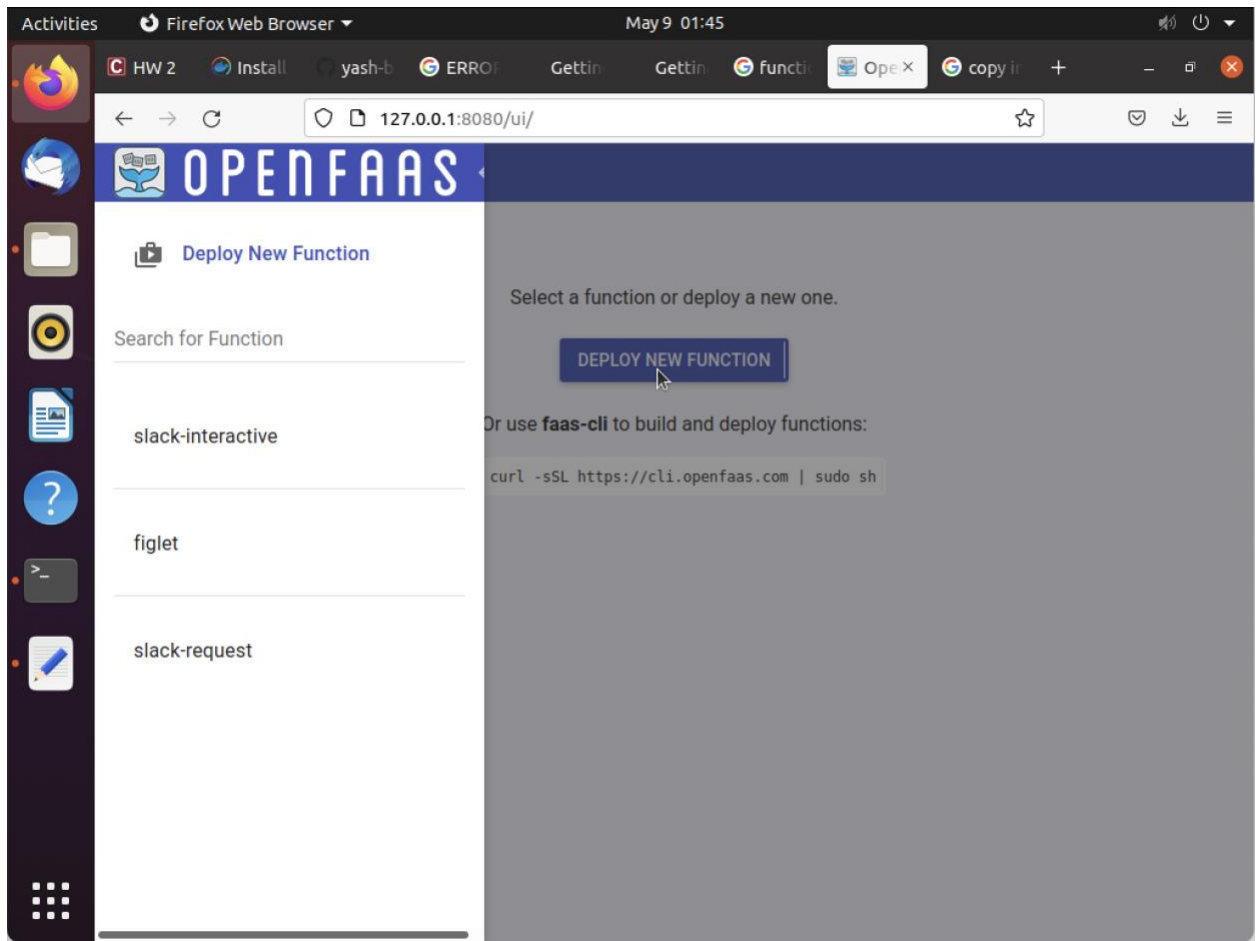 Activities Firefox Web Browser May 9 01:45
HW 2 Install yash-b ERROR Gettin Gettin functi Ope copy in
127.0.0.1:8080/ui/
OPENFAAS
Deploy New Function
Search for Function
slack-interactive
figlet
slack-request
Select a function or deploy a new one.
DEPLOY NEW FUNCTION
Or use faas-cli to build and deploy functions:
curl -sSL https://cli.openfaas.com | sudo sh